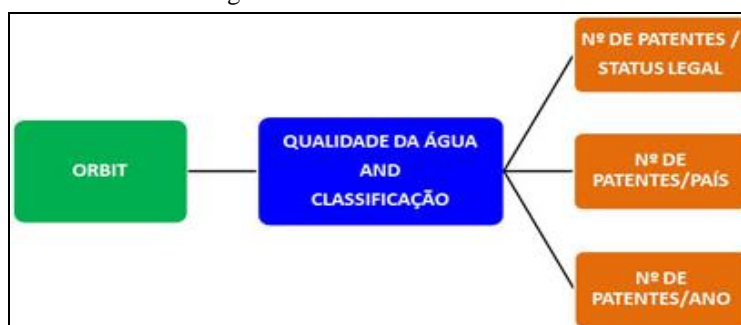 ORBIT
QUALIDADE DA ÁGUA
AND
CLASSIFICAÇÃO
Nº DE PATENTES /
STATUS LEGAL
Nº DE
PATENTES/PAÍS
Nº DE
PATENTES/ANO